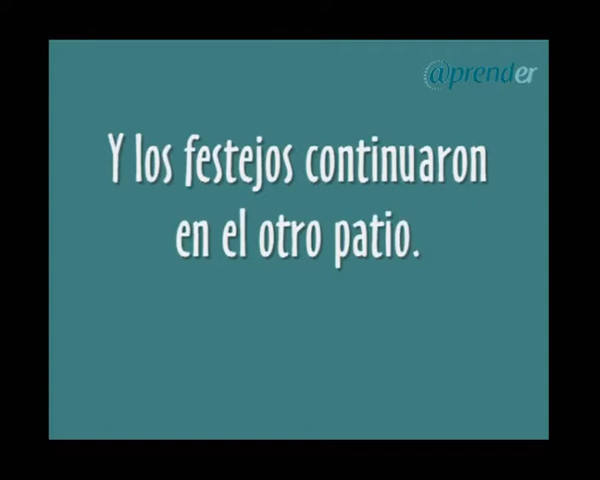 @prender
Y los festejos continuaron
en el otro patio.